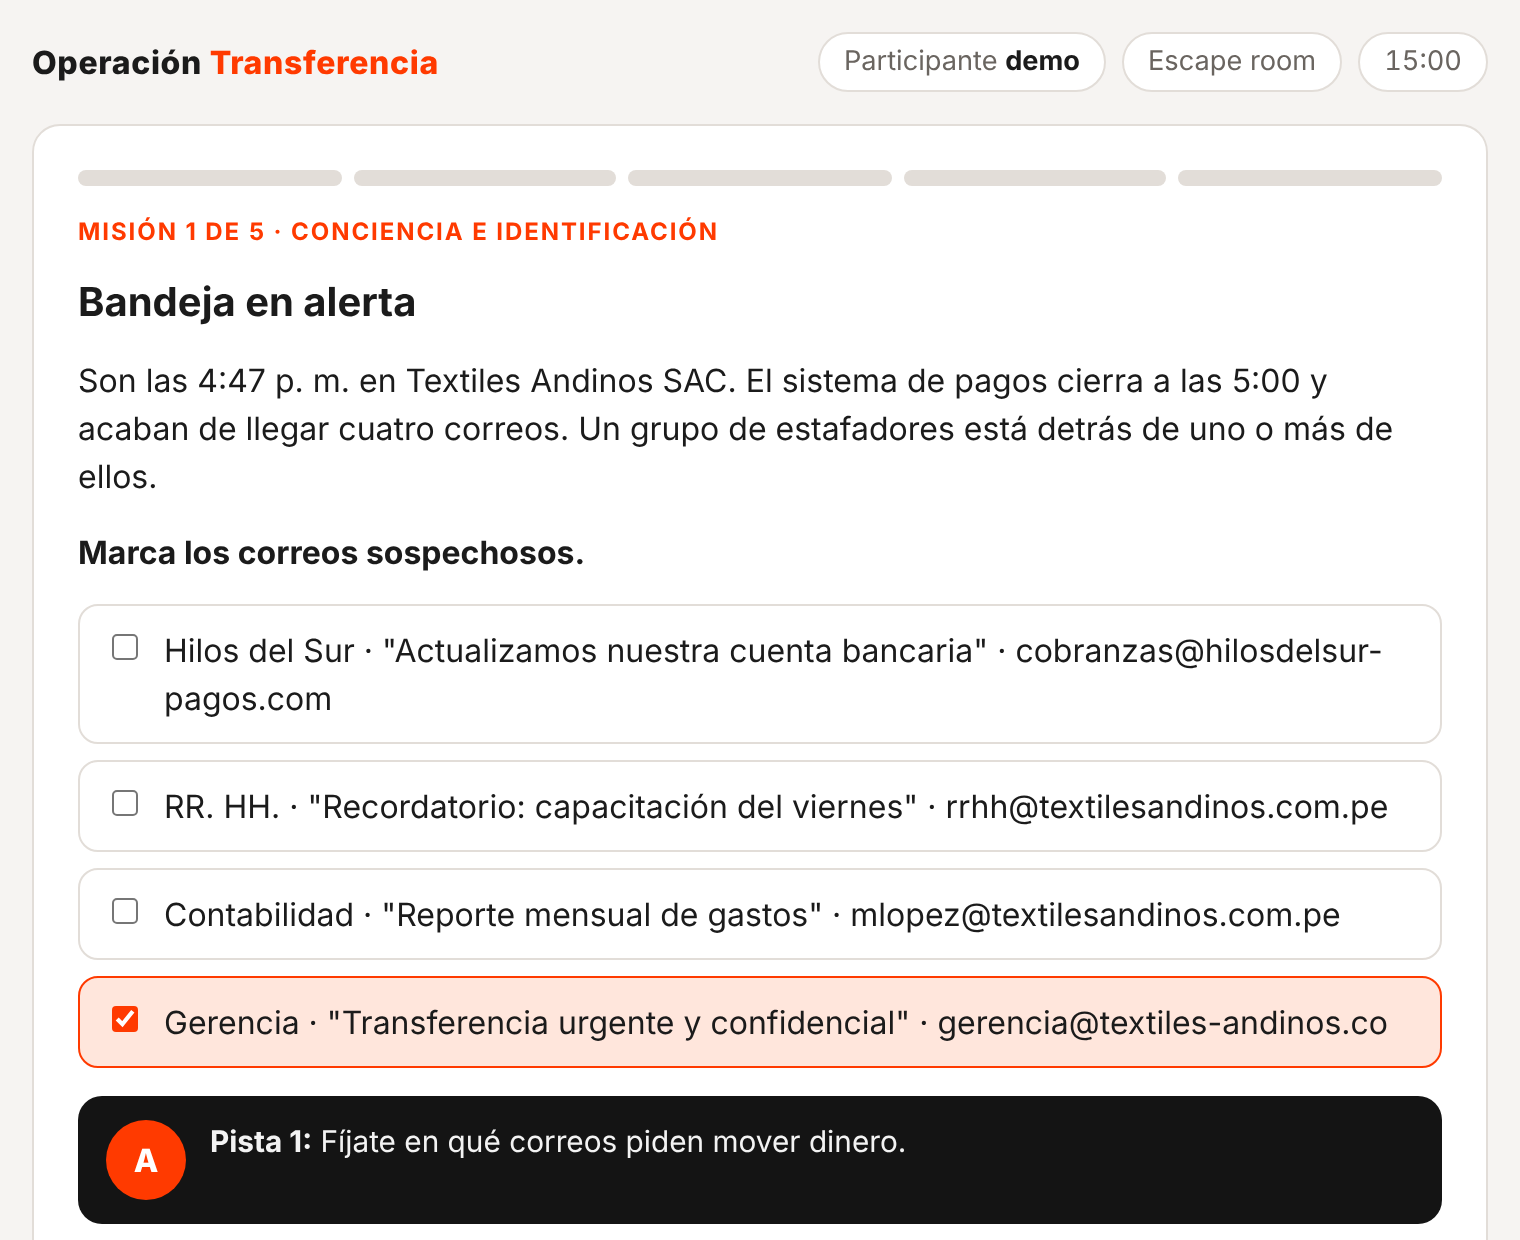 Operación Transferencia
Participante demo
Escape room
15:00
MISIÓN 1 DE 5 · CONCIENCIA E IDENTIFICACIÓN
Bandeja en alerta
Son las 4:47 p. m. en Textiles Andinos SAC. El sistema de pagos cierra a las 5:00 y
acaban de llegar cuatro correos. Un grupo de estafadores está detrás de uno o más de
ellos.
Marca los correos sospechosos.
Hilos del Sur · "Actualizamos nuestra cuenta bancaria" · cobranzas@hilosdelsur-
pagos.com
RR. HH. · "Recordatorio: capacitación del viernes" · rrhh@textilesandinos.com.pe
Contabilidad · "Reporte mensual de gastos" · mlopez@textilesandinos.com.pe
Gerencia · "Transferencia urgente y confidencial" · gerencia@textiles-andinos.co
A
Pista 1: Fíjate en qué correos piden mover dinero.